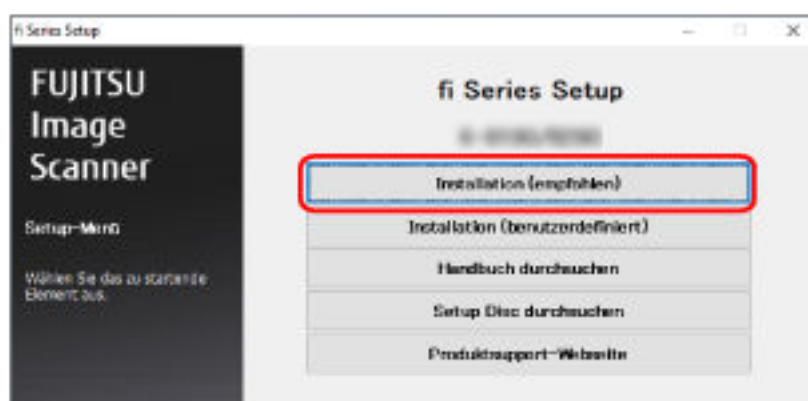 fi Series Setup
FUJITSU
Image
Scanner
Setup-Menü
Wählen Sie das zu startende
Element aus.
fi Series Setup
Installation (empfohlen)
Installation (benutzerdefiniert)
Handbuch durchsuchen
Setup Disc durchsuchen
Produktsupport-Webseite